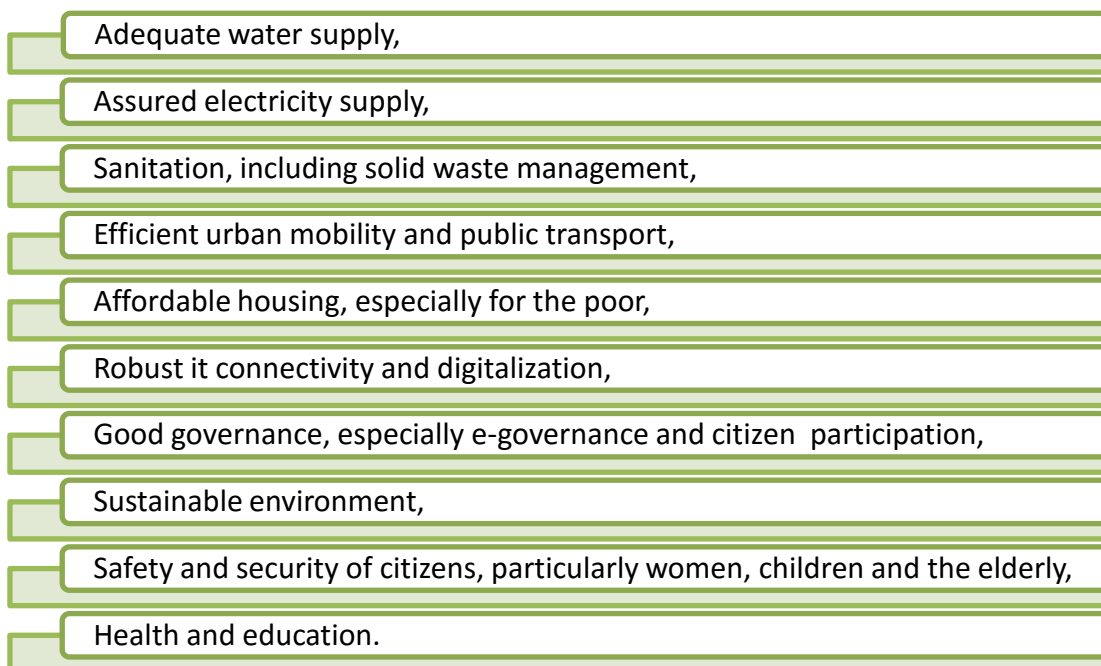 Adequate water supply,
Assured electricity supply,
Sanitation, including solid waste management,
Efficient urban mobility and public transport,
Affordable housing, especially for the poor,
Robust it connectivity and digitalization,
Good governance, especially e-governance and citizen  participation,
Sustainable environment,
Safety and security of citizens, particularly women, children and the elderly,
Health and education.